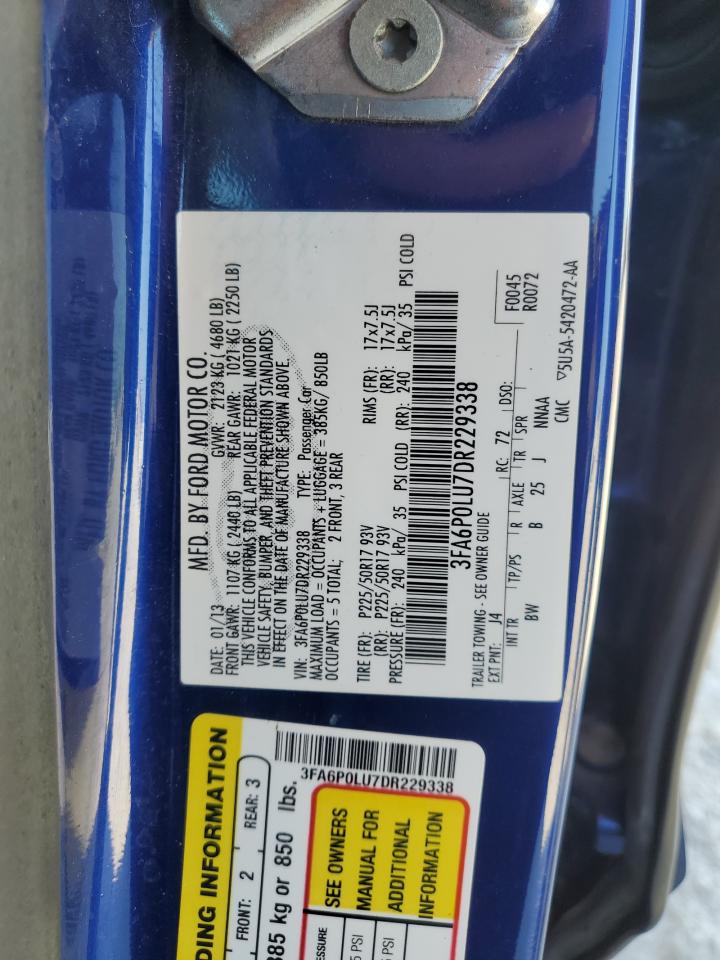 MFD. BY FORD MOTOR CO.
DATE: 01/13 GVWR: 2123 KG ( 4680 LB)
FRONT GAWR: 1107 KG ( 2440 LB) REAR GAWR: 1021 KG ( 2250 LB)
THIS VEHICLE CONFORMS TO ALL APPLICABLE FEDERAL MOTOR
VEHICLE SAFETY, BUMPER, AND THEFT PREVENTION STANDARDS
IN EFFECT ON THE DATE OF MANUFACTURE SHOWN ABOVE.
VIN: 3FA6P0LU7DR229338 TYPE: Passenger Car
MAXIMUM LOAD = OCCUPANTS + LUGGAGE = 385KG/ 850LB
OCCUPANTS = 5 TOTAL; 2 FRONT, 3 REAR
TIRE (FR): P225/50R17 93V RIMS (FR): 17x7.5J
(RR): P225/50R17 93V (RR): 17x7.5J
PRESSURE (FR): 240 kPa/ 35 PSI COLD (RR): 240 kPa/ 35 PSI COLD
3FA6P0LU7DR229338
TRAILER TOWING - SEE OWNER GUIDE
F0045
EXT PNT: J4 RC: 72 DSO: R0072
INT TR TP/PS R AXLE TR SPR
BW B 25 J NNAA
CMC ▽5U5A-5420472-AA
DING INFORMATION
FRONT: 2 REAR: 3
385 kg or 850 lbs.
3FA6P0LU7DR229338
SEE OWNERS
MANUAL FOR
ADDITIONAL
INFORMATION
PSI
PSI